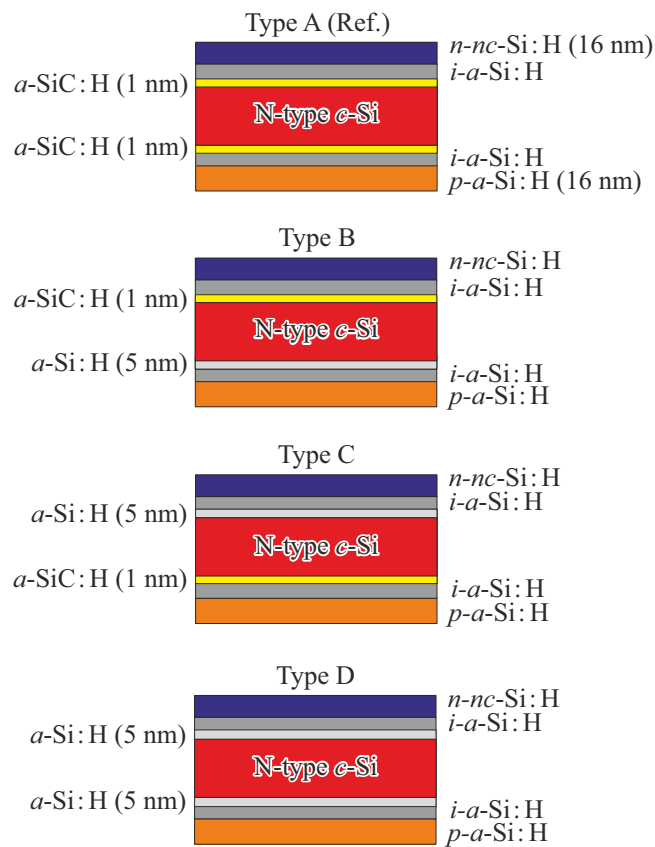 Type A (Ref.)
n-nc-Si:H (16 nm)
i-a-Si:H
a-SiC:H (1 nm)
N-type c-Si
a-SiC:H (1 nm)
i-a-Si:H
p-a-Si:H (16 nm)
Type B
n-nc-Si:H
i-a-Si:H
a-SiC:H (1 nm)
N-type c-Si
a-Si:H (5 nm)
i-a-Si:H
p-a-Si:H
Type C
n-nc-Si:H
i-a-Si:H
a-Si:H (5 nm)
N-type c-Si
a-SiC:H (1 nm)
i-a-Si:H
p-a-Si:H
Type D
n-nc-Si:H
i-a-Si:H
a-Si:H (5 nm)
N-type c-Si
a-Si:H (5 nm)
i-a-Si:H
p-a-Si:H